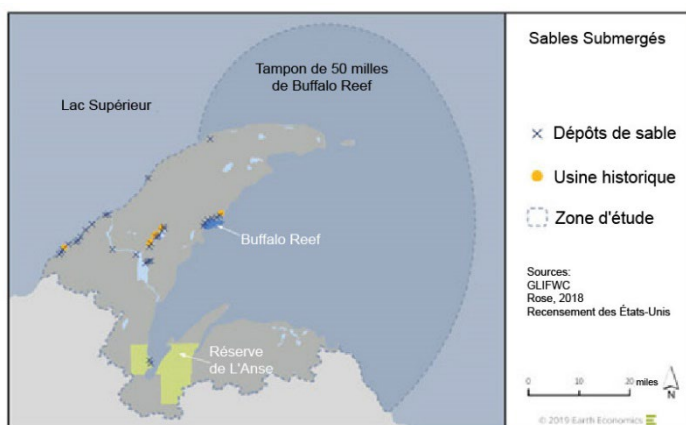 Sables Submergés
Tampon de 50 milles
de Buffalo Reef
Lac Supérieur
Dépôts de sable
Usine historique
Zone d'étude
Buffalo Reef
Sources:
GLIFWC
Rose, 2018
Recensement des États-Unis
Réserve
de L'Anse
0 10 20 miles
N
© 2019 Earth Economics